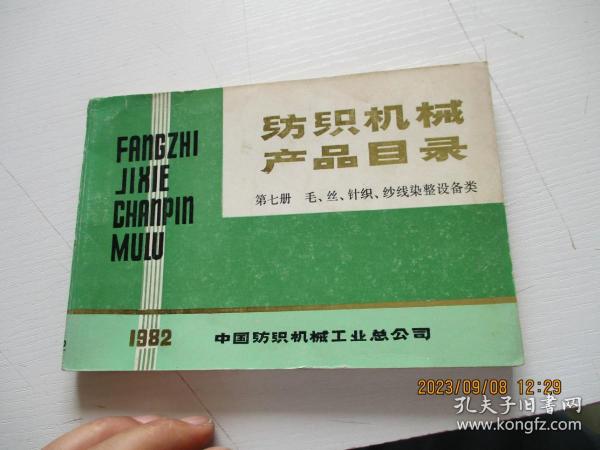 纺织机械
产品目录
第七册 毛、丝、针织、纱线染整设备类
FANGZHI
JIXIE
CHANPIN
MULU
1982
中国纺织机械工业总公司
2023/09/08 12:29
孔夫子旧书网
www.kongfz.com